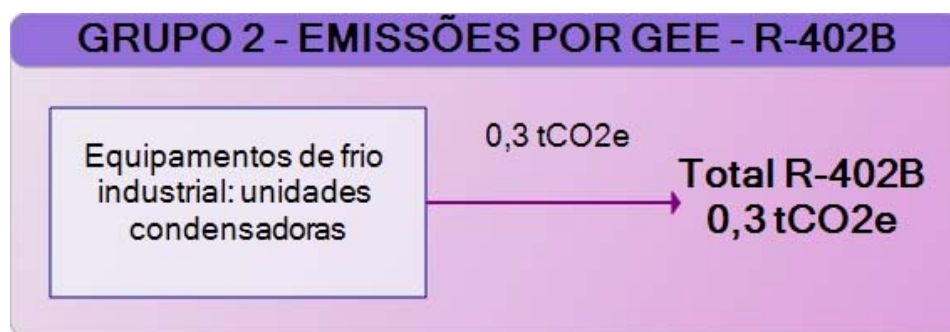 GRUPO 2 - EMISSÕES POR GEE - R-402B
Equipamentos de frio
industrial: unidades
condensadoras
0,3 tCO2e
Total R-402B
0,3 tCO2e